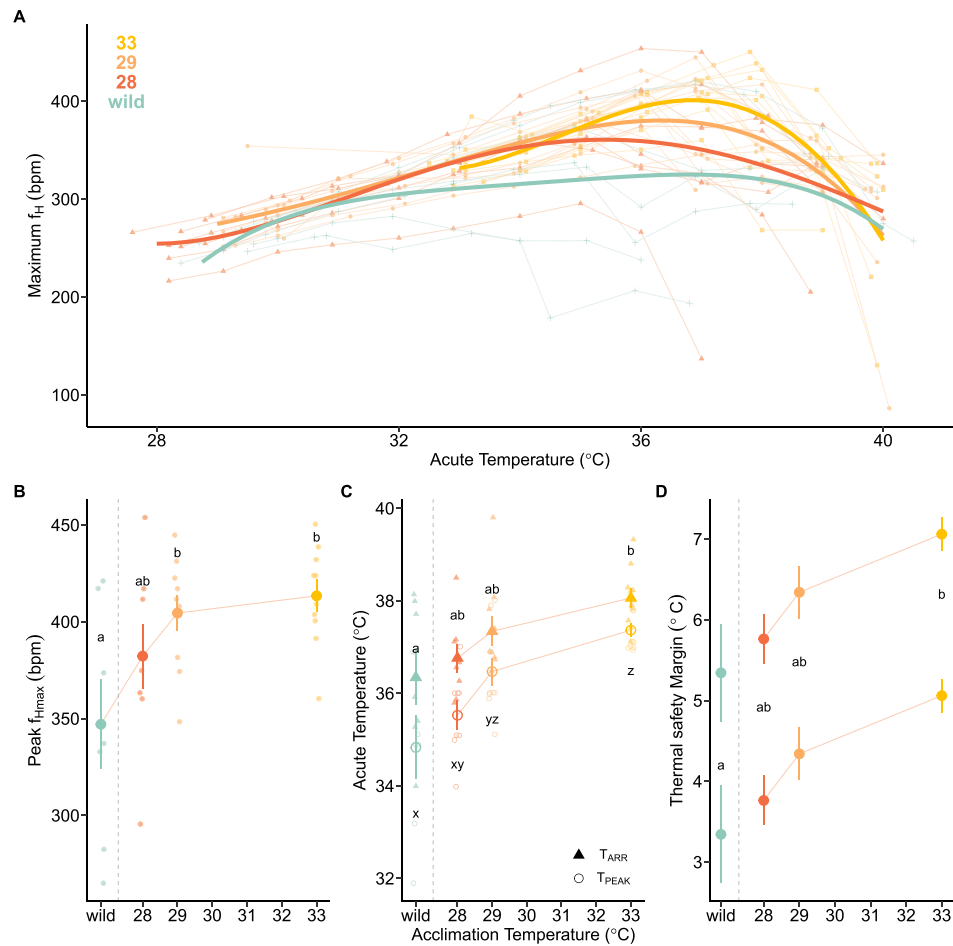 A
33
29
28
wild
400
300
200
100
Maximum fH (bpm)
28
32
36
40
Acute Temperature (°C)
B
450
400
350
300
Peak fHmax (bpm)
a
ab
b
b
wild 28 29 30 31 32 33
C
40
38
36
34
32
Acute Temperature (°C)
a
ab
ab
b
x
xy
yz
z
TARR
TPEAK
wild 28 29 30 31 32 33
Acclimation Temperature (°C)
D
7
6
5
4
3
Thermal safety Margin (° C)
a
ab
ab
b
wild 28 29 30 31 32 33